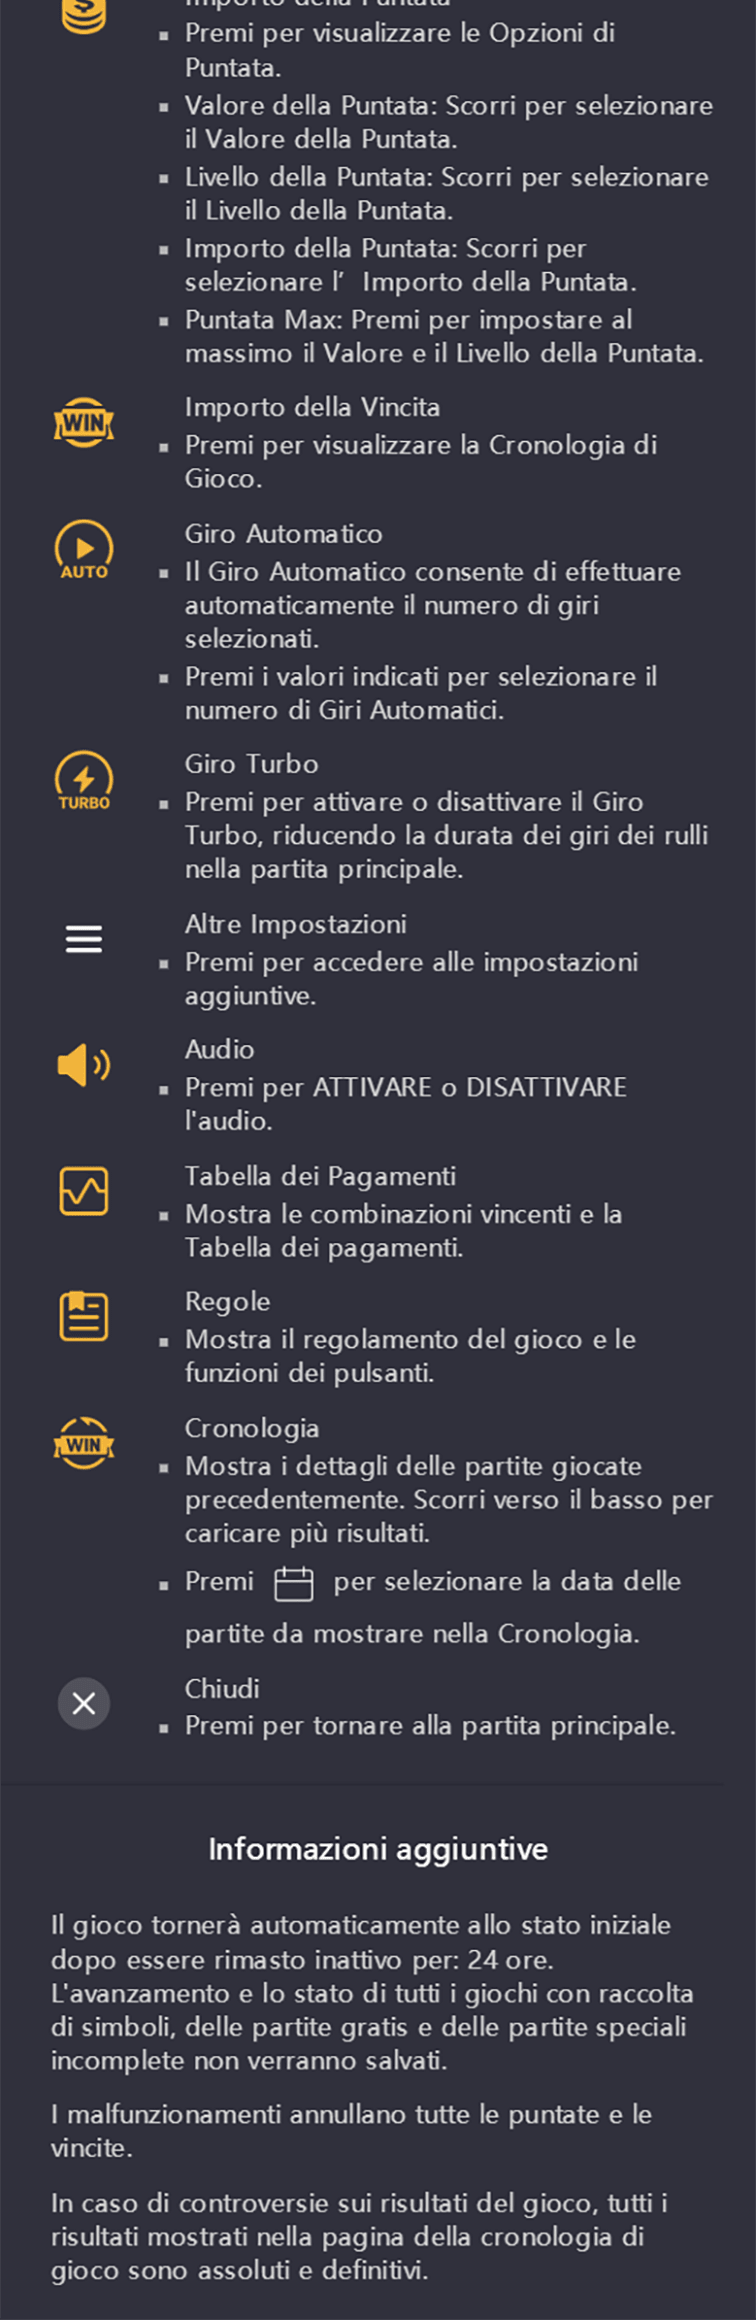 Importo della Puntata
Premi per visualizzare le Opzioni di
Puntata.
Valore della Puntata: Scorri per selezionare
il Valore della Puntata.
Livello della Puntata: Scorri per selezionare
il Livello della Puntata.
Importo della Puntata: Scorri per
selezionare l’ Importo della Puntata.
Puntata Max: Premi per impostare al
massimo il Valore e il Livello della Puntata.
WIN
Importo della Vincita
Premi per visualizzare la Cronologia di
Gioco.
AUTO
Giro Automatico
Il Giro Automatico consente di effettuare
automaticamente il numero di giri
selezionati.
Premi i valori indicati per selezionare il
numero di Giri Automatici.
TURBO
Giro Turbo
Premi per attivare o disattivare il Giro
Turbo, riducendo la durata dei giri dei rulli
nella partita principale.
Altre Impostazioni
Premi per accedere alle impostazioni
aggiuntive.
Audio
Premi per ATTIVARE o DISATTIVARE
l'audio.
Tabella dei Pagamenti
Mostra le combinazioni vincenti e la
Tabella dei pagamenti.
Regole
Mostra il regolamento del gioco e le
funzioni dei pulsanti.
WIN
Cronologia
Mostra i dettagli delle partite giocate
precedentemente. Scorri verso il basso per
caricare più risultati.
Premi per selezionare la data delle
partite da mostrare nella Cronologia.
Chiudi
Premi per tornare alla partita principale.
Informazioni aggiuntive
Il gioco tornerà automaticamente allo stato iniziale
dopo essere rimasto inattivo per: 24 ore.
L'avanzamento e lo stato di tutti i giochi con raccolta
di simboli, delle partite gratis e delle partite speciali
incomplete non verranno salvati.
I malfunzionamenti annullano tutte le puntate e le
vincite.
In caso di controversie sui risultati del gioco, tutti i
risultati mostrati nella pagina della cronologia di
gioco sono assoluti e definitivi.